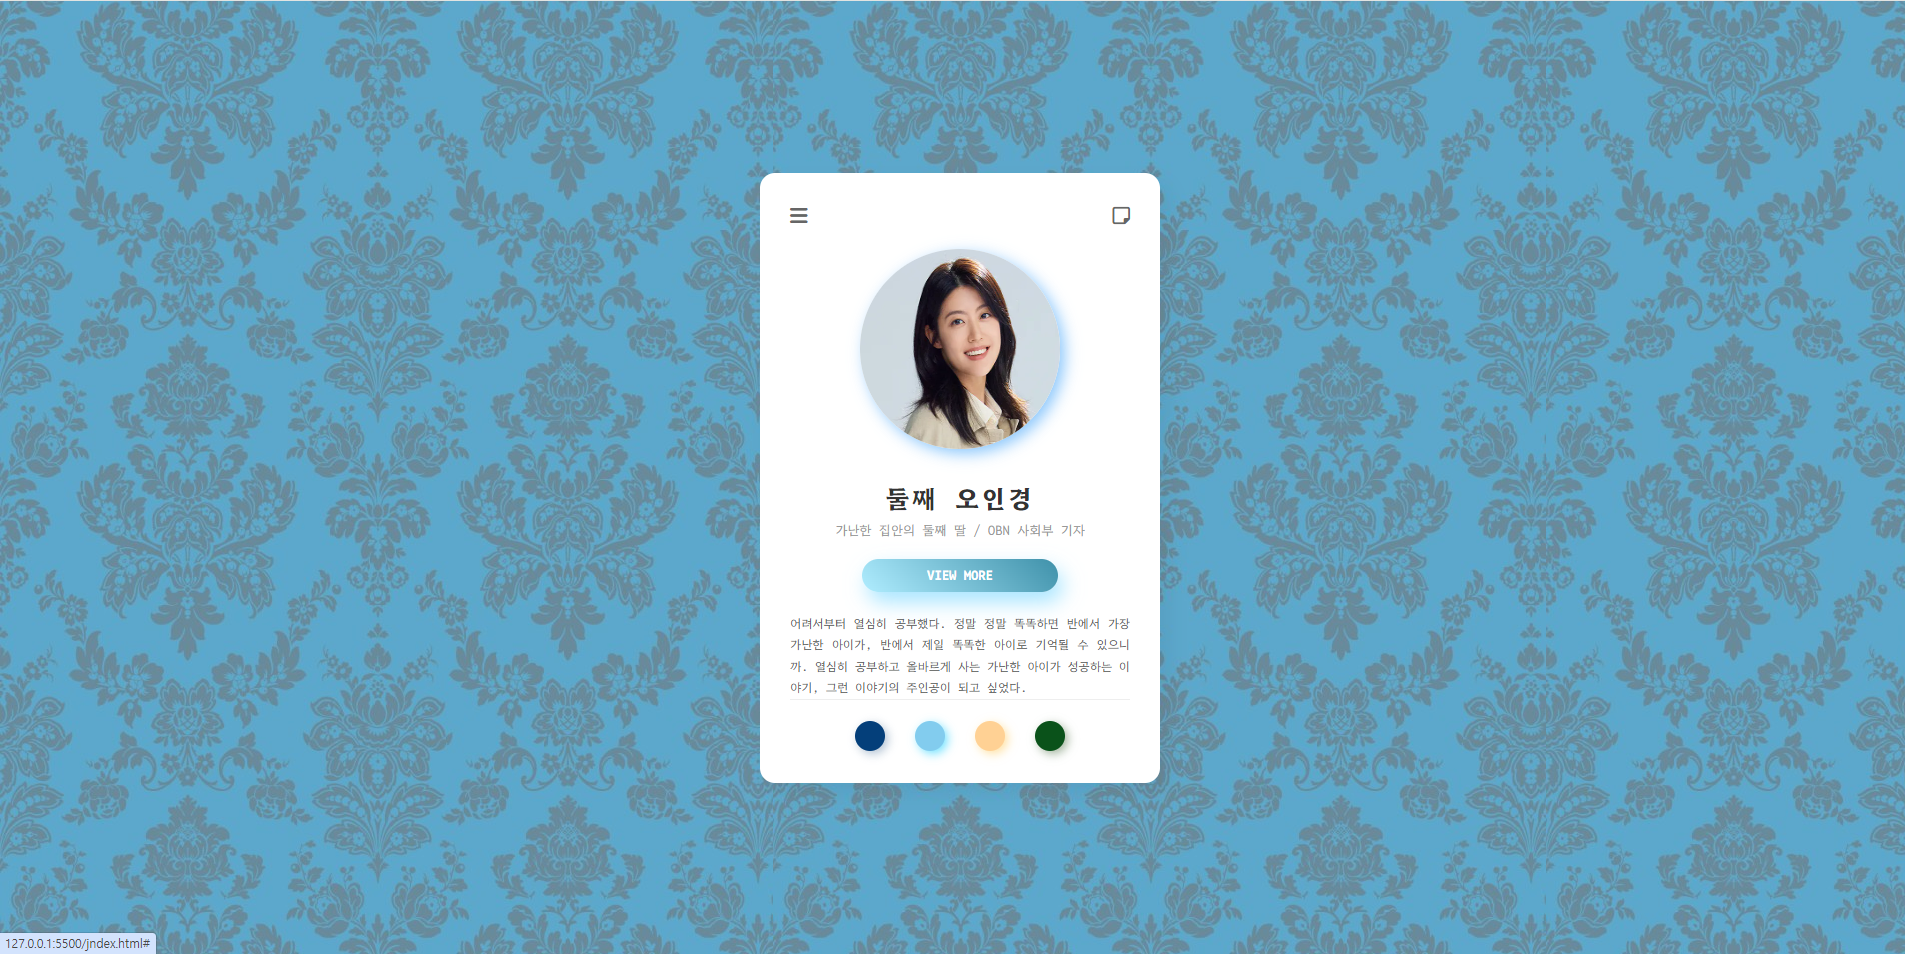 둘째 오인경
가난한 집안의 둘째 딸 / OBN 사회부 기자
VIEW MORE
어려서부터 열심히 공부했다. 정말 정말 똑똑하면 반에서 가장
가난한 아이가, 반에서 제일 똑똑한 아이로 기억될 수 있으니
까. 열심히 공부하고 올바르게 사는 가난한 아이가 성공하는 이
야기, 그런 이야기의 주인공이 되고 싶었다.
127.0.0.1:5500/index.html#